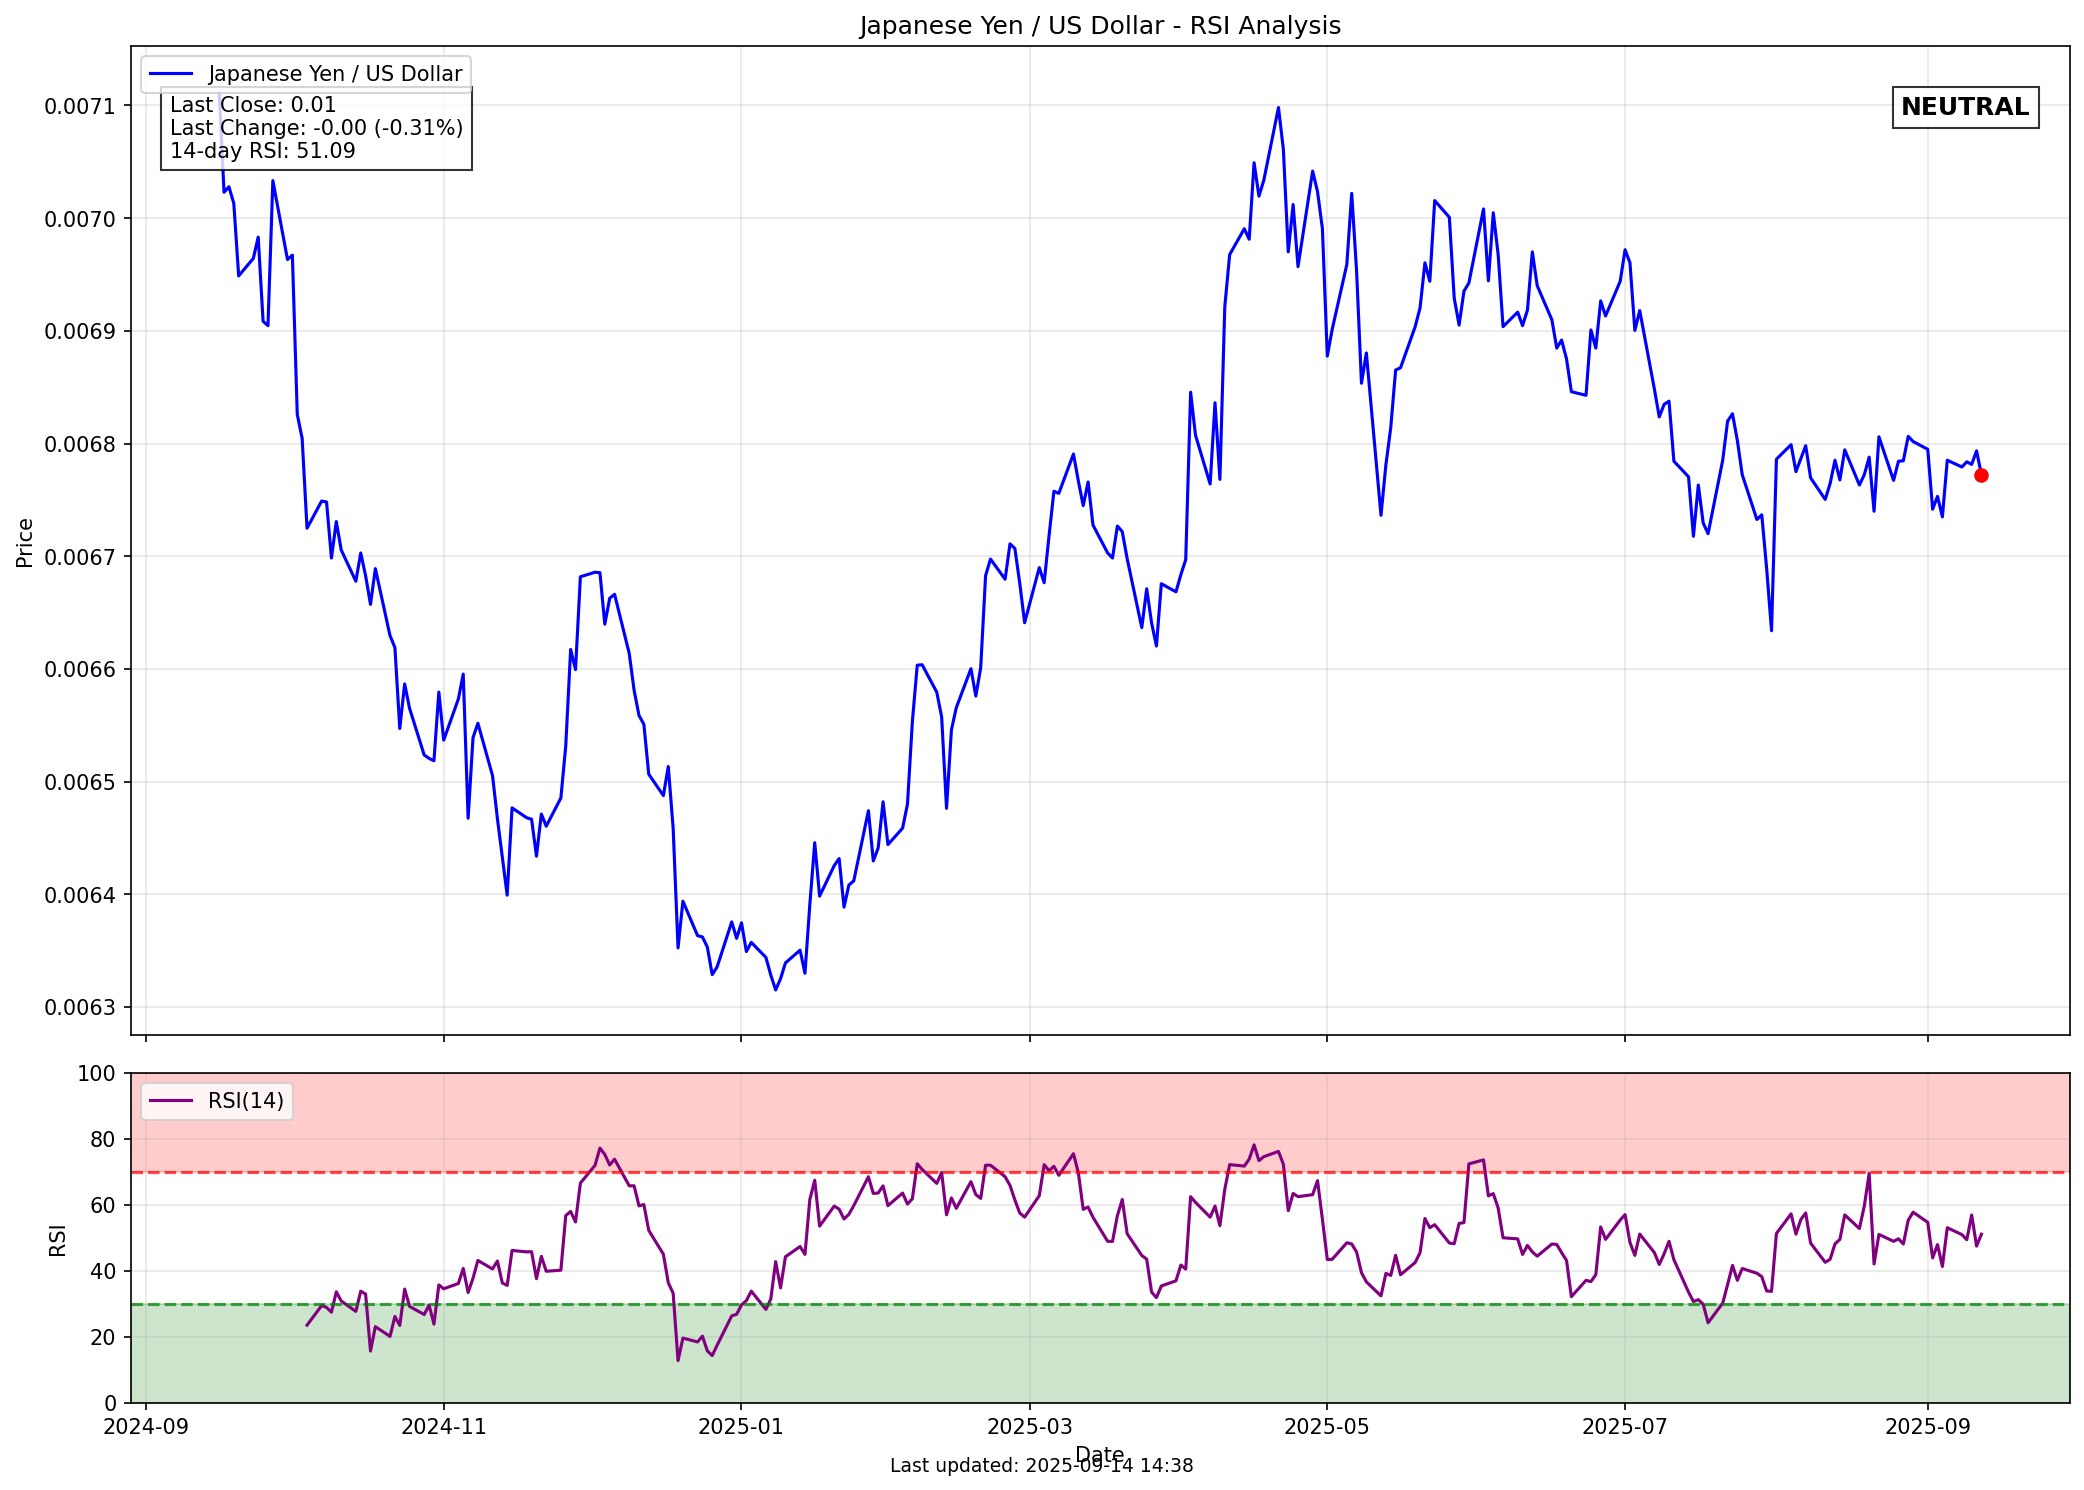 Japanese Yen / US Dollar - RSI Analysis
Japanese Yen / US Dollar
Last Close: 0.01
Last Change: -0.00 (-0.31%)
14-day RSI: 51.09
NEUTRAL
Price
0.0071
0.0070
0.0069
0.0068
0.0067
0.0066
0.0065
0.0064
0.0063
RSI(14)
RSI
100
80
60
40
20
0
2024-09
2024-11
2025-01
2025-03
2025-05
2025-07
2025-09
Date
Last updated: 2025-09-14 14:38